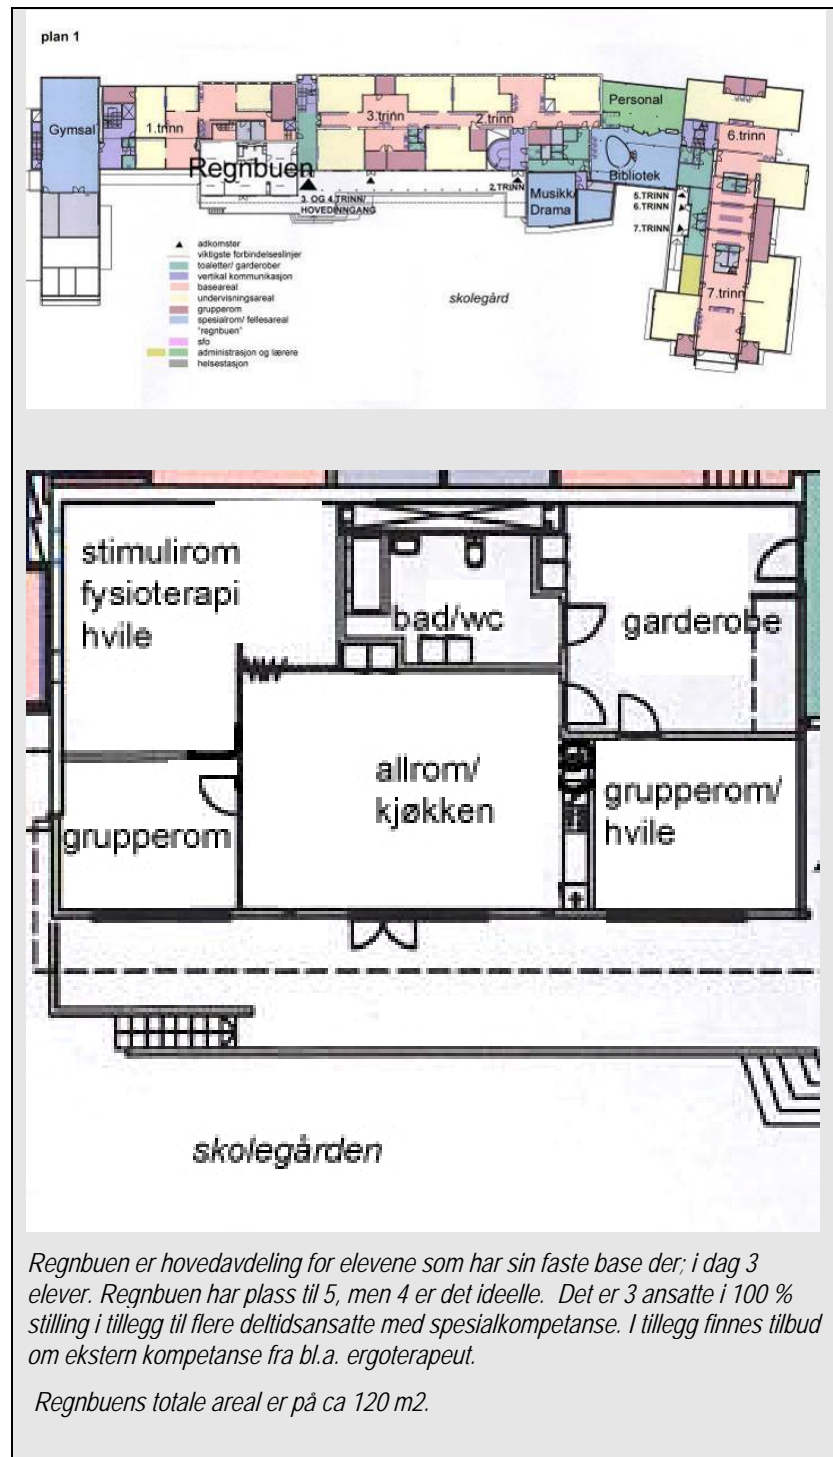 plan 1
Gymsal
1.trinn
Regnbuen
3.trinn
2.trinn
Personal
Bibliotek
6.trinn
Musikk/
Drama
7.trinn
3. OG 4.TRINN/
HOVEDINNGANG
2.TRINN
5.TRINN
6.TRINN
7.TRINN
adkomster
viktigste forbindelseslinjer
toaletter/ garderober
vertikal kommunikasjon
baseareal
undervisningsareal
grupperom
spesialrom/ fellesareal
"regnbuen"
sfo
administrasjon og lærere
helsestasjon
skolegård
stimulirom
fysioterapi
hvile
bad/wc
garderobe
allrom/
kjøkken
grupperom
grupperom/
hvile
skolegården
Regnbuen er hovedavdeling for elevene som har sin faste base der; i dag 3
elever. Regnbuen har plass til 5, men 4 er det ideelle. Det er 3 ansatte i 100 %
stilling i tillegg til flere deltidsansatte med spesialkompetanse. I tillegg finnes tilbud
om ekstern kompetanse fra bl.a. ergoterapeut.
Regnbuens totale areal er på ca 120 m2.